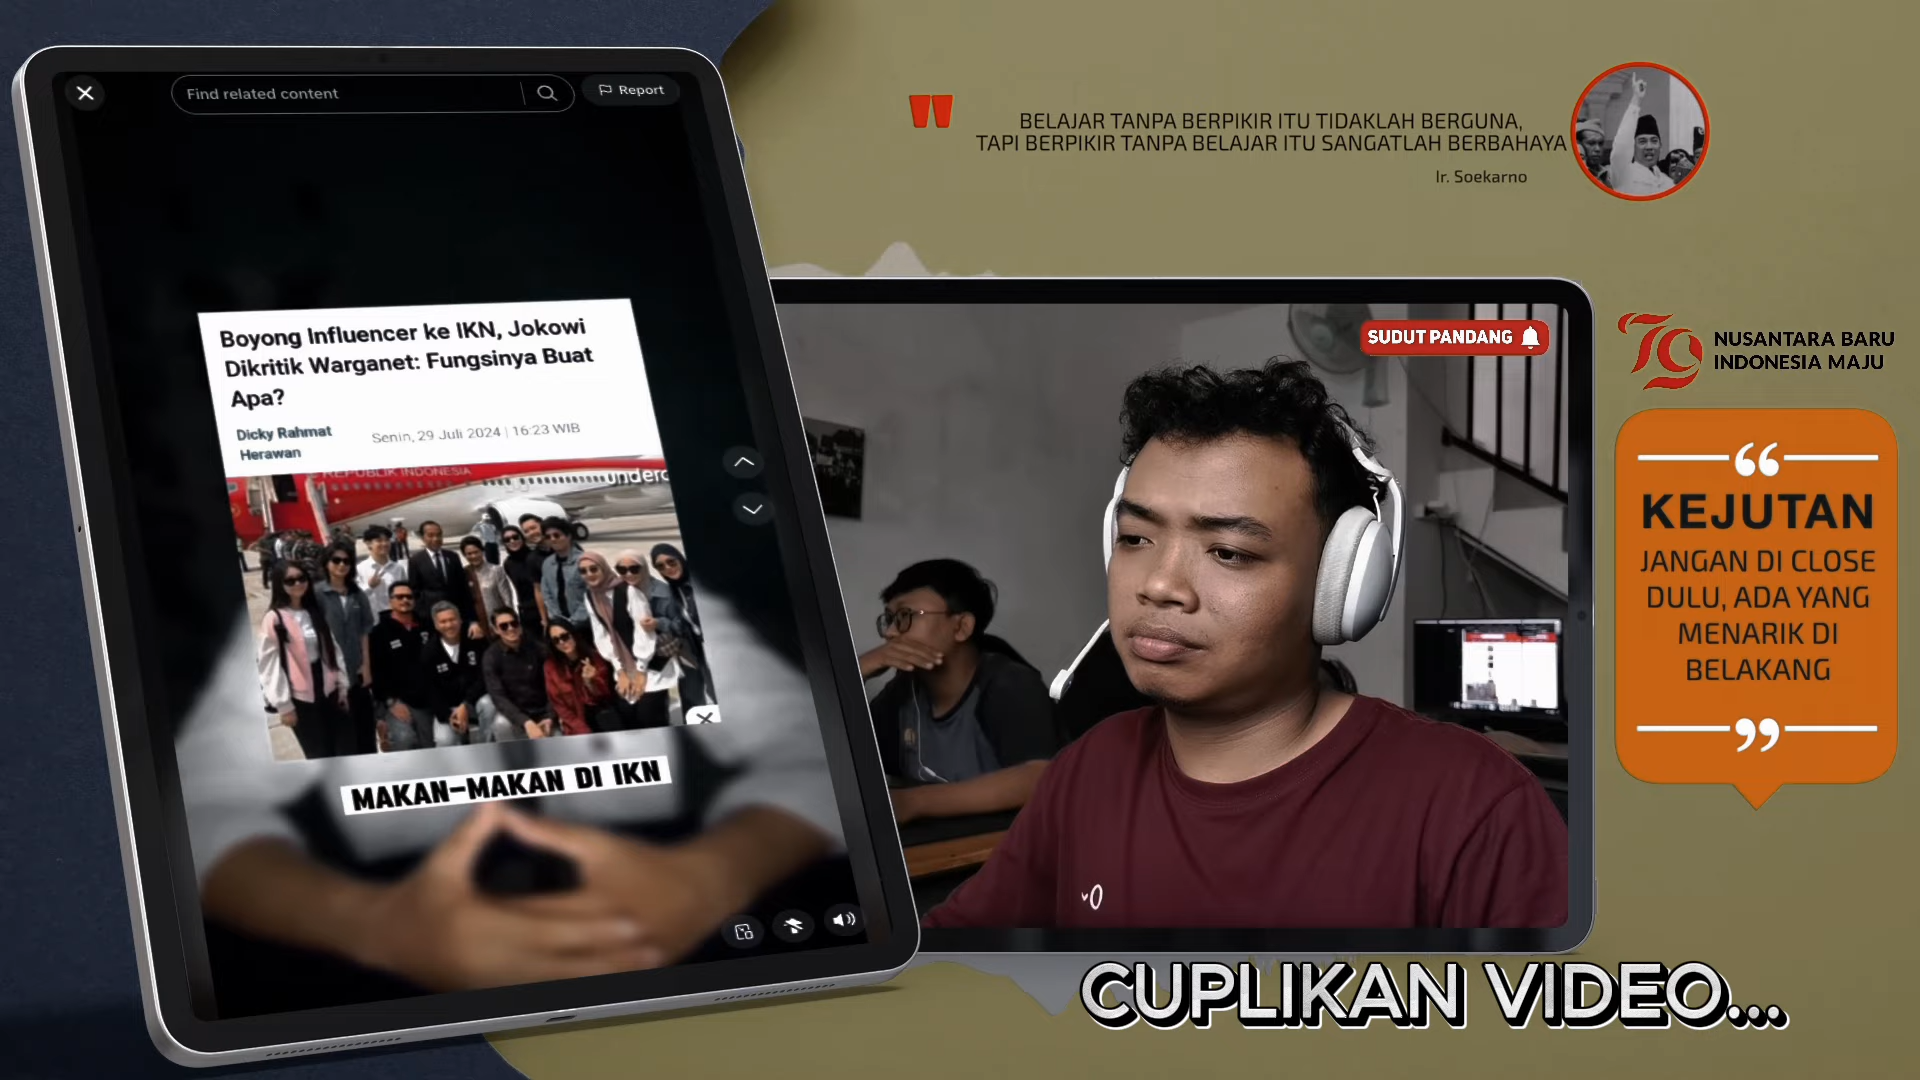 Find related content
Report
Boyong Influencer ke IKN, Jokowi
Dikritik Warganet: Fungsinya Buat
Apa?
Dicky Rahmat
Herawan
Senin, 29 Juli 2024 | 16:23 WIB
REPUBLIK INDONESIA
MAKAN-MAKAN DI IKN
" BELAJAR TANPA BERPIKIR ITU TIDAKLAH BERGUNA,
TAPI BERPIKIR TANPA BELAJAR ITU SANGATLAH BERBAHAYA
Ir. Soekarno
SUDUT PANDANG
79 NUSANTARA BARU
INDONESIA MAJU
“
KEJUTAN
JANGAN DI CLOSE
DULU, ADA YANG
MENARIK DI
BELAKANG
”
CUPLIKAN VIDEO...